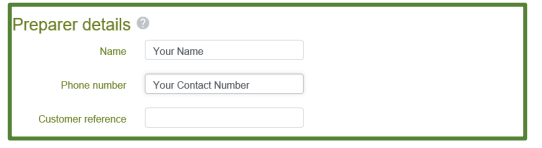 Preparer details ?
Name Your Name
Phone number Your Contact Number
Customer reference